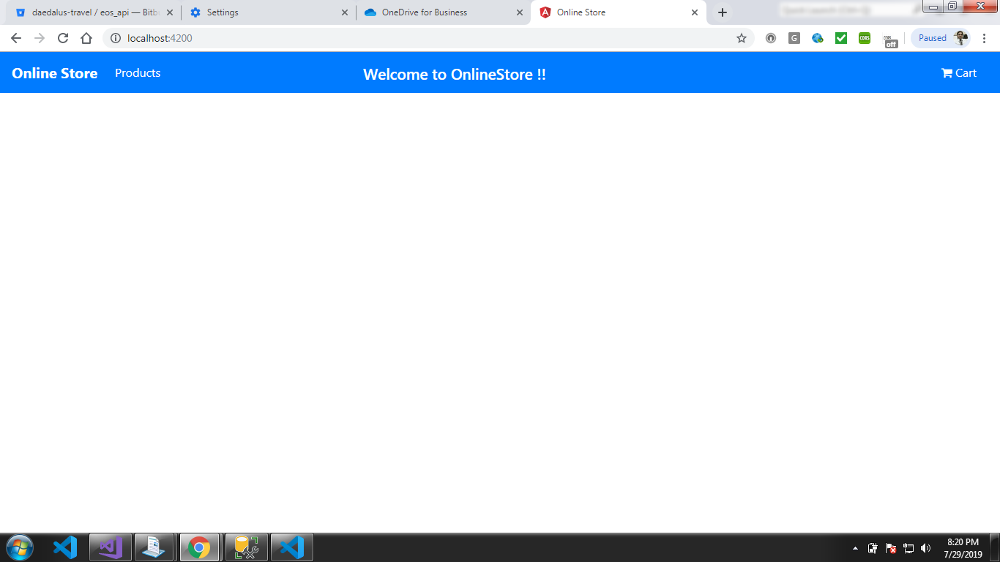 daedalus-travel / eos_api — Bitb
Settings
OneDrive for Business
Online Store
localhost:4200
G
CORS
off
Paused
Online Store
Products
Welcome to OnlineStore !!
Cart
8:20 PM
7/29/2019